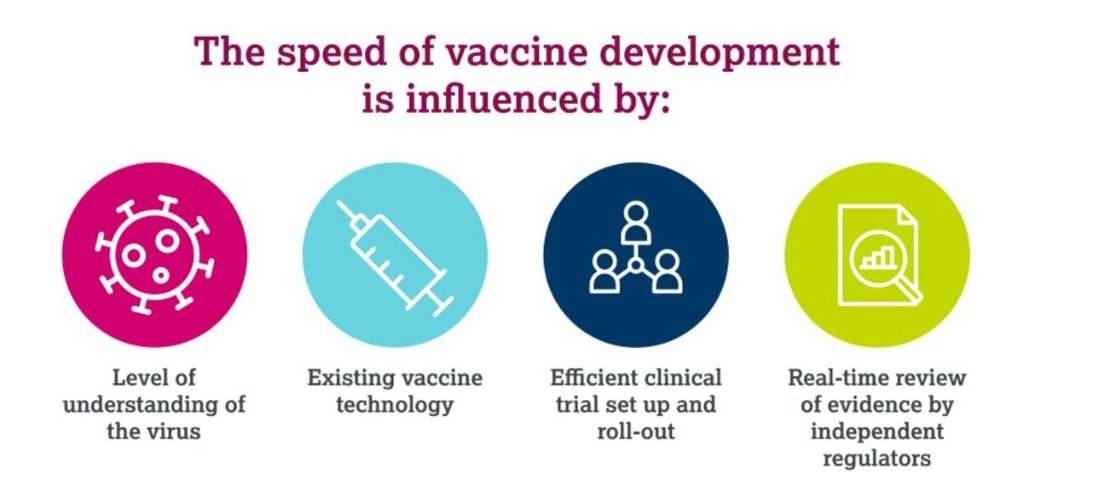 The speed of vaccine development
is influenced by:
Level of
understanding of
the virus
Existing vaccine
technology
Efficient clinical
trial set up and
roll-out
Real-time review
of evidence by
independent
regulators